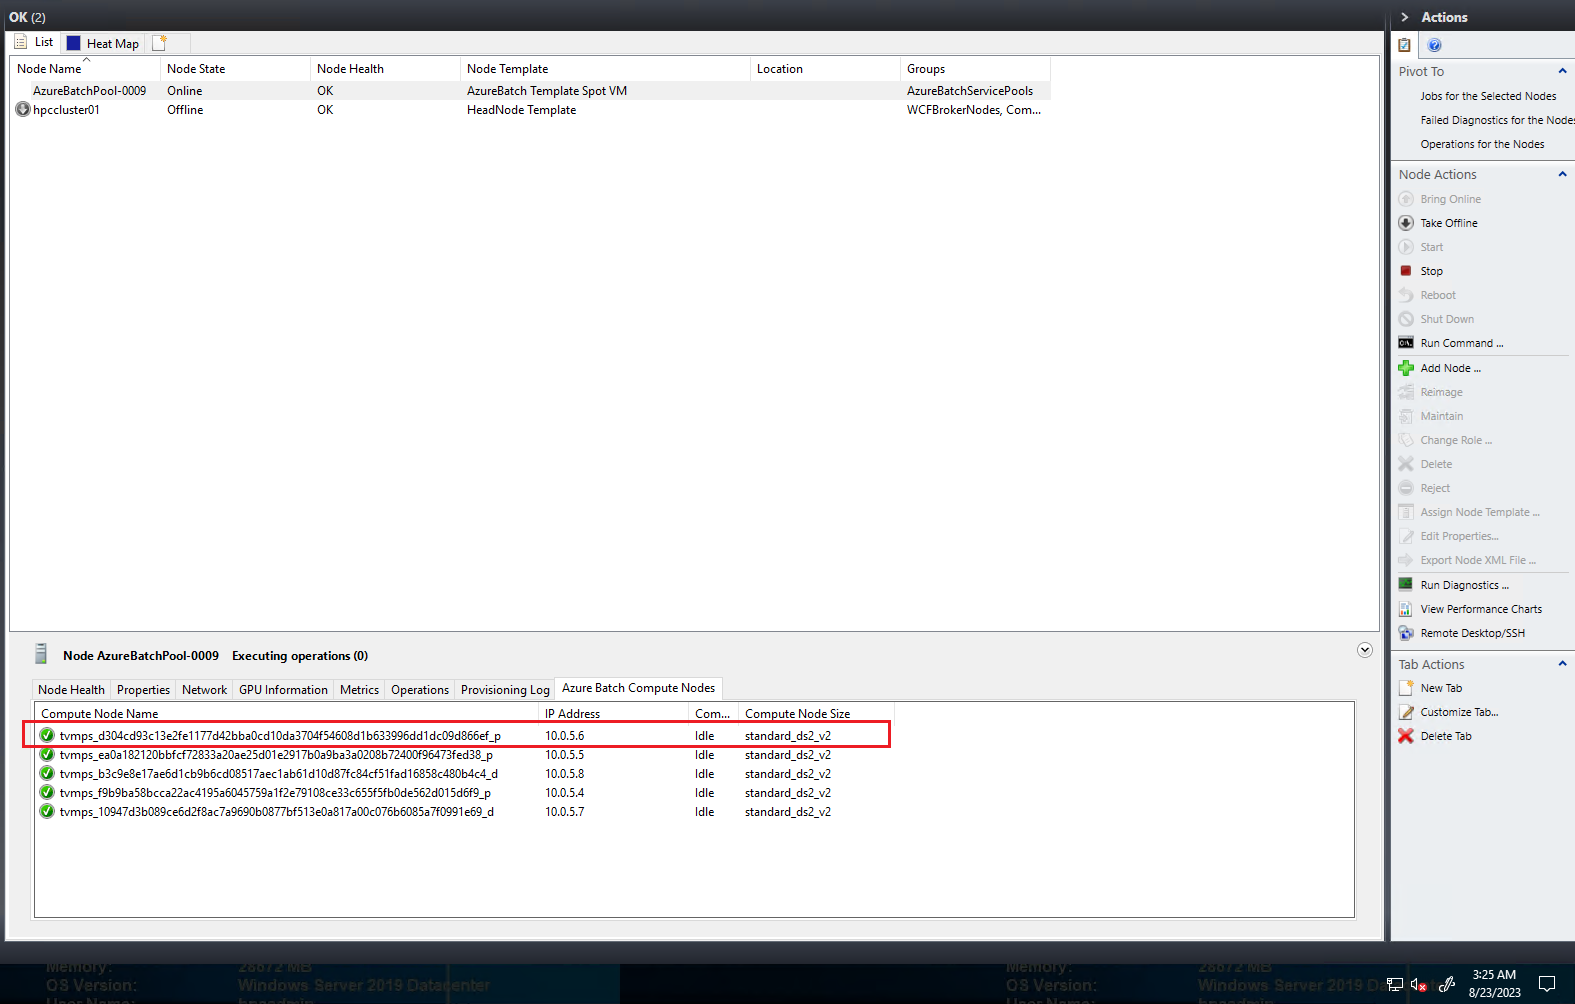 OK (2)
List
Heat Map
Node Name Node State Node Health Node Template Location Groups
AzureBatchPool-0009 Online OK AzureBatch Template Spot VM AzureBatchServicePools
hpccluster01 Offline OK HeadNode Template WCFBrokerNodes, Com...
Node AzureBatchPool-0009 Executing operations (0)
Node Health Properties Network GPU Information Metrics Operations Provisioning Log Azure Batch Compute Nodes
Compute Node Name IP Address Com... Compute Node Size
tvmps_d304cd93c13e2fe1177d42bba0cd10da3704f54608d1b633996dd1dc09d866ef_p 10.0.5.6 Idle standard_ds2_v2
tvmps_ea0a182120bbfcf72833a20ae25d01e2917b0a9ba3a0208b72400f96473fed38_p 10.0.5.5 Idle standard_ds2_v2
tvmps_b3c9e8e17ae6d1cb9b6cd08517aec1ab61d10d87fc84cf51fad16858c480b4c4_d 10.0.5.8 Idle standard_ds2_v2
tvmps_f9b9ba58bcca22ac4195a6045759a1f2e79108ce33c655f5fb0de562d015d6f9_p 10.0.5.4 Idle standard_ds2_v2
tvmps_10947d3b089ce6d2f8ac7a9690b0877bf513e0a817a00c076b6085a7f0991e69_d 10.0.5.7 Idle standard_ds2_v2
Actions
Pivot To
Jobs for the Selected Nodes
Failed Diagnostics for the Nodes
Operations for the Nodes
Node Actions
Bring Online
Take Offline
Start
Stop
Reboot
Shut Down
Run Command ...
Add Node ...
Reimage
Maintain
Change Role ...
Delete
Reject
Assign Node Template ...
Edit Properties...
Export Node XML File ...
Run Diagnostics ...
View Performance Charts
Remote Desktop/SSH
Tab Actions
New Tab
Customize Tab...
Delete Tab
Memory: 28672 MB Memory: 28672 MB
OS Version: Windows Server 2019 Datacenter OS Version: Windows Server 2019
User Name: hpcadmin User Name: hpcadmin
3:25 AM
8/23/2023